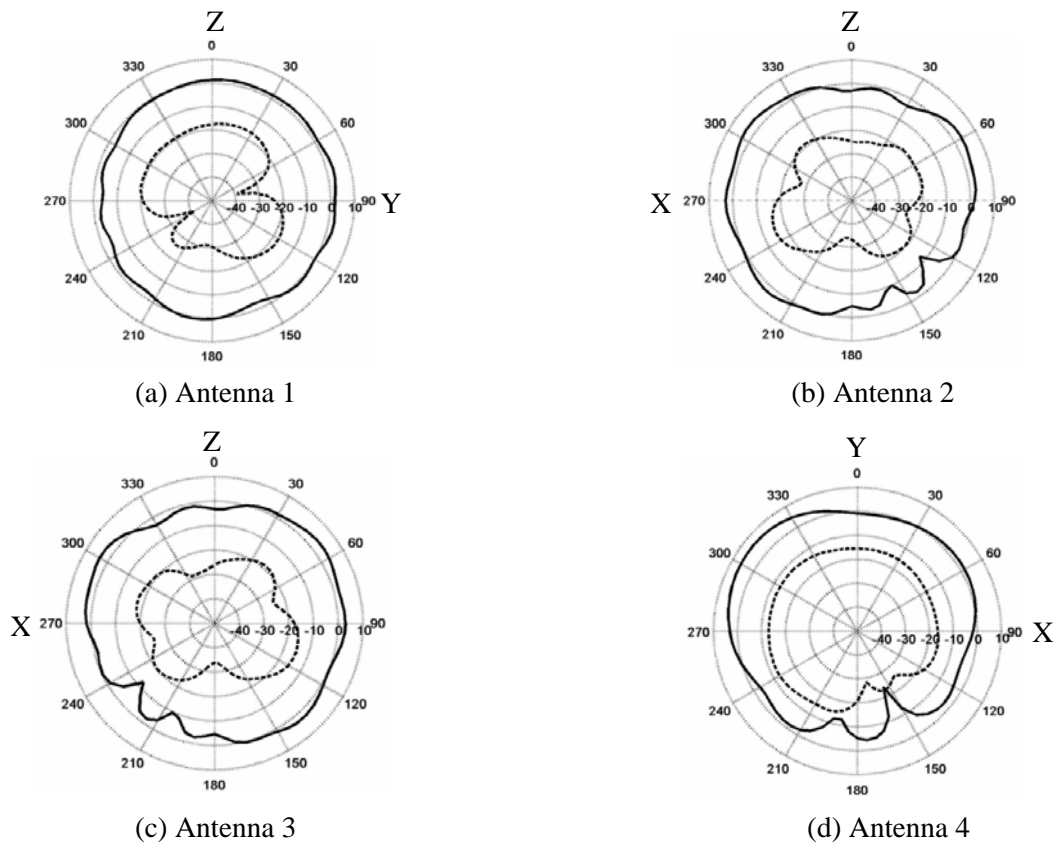 Z
0
330 30
300 60
270 -40 -30 -20 -10 0 10 90 Y
240 120
210 150
180
(a) Antenna 1
Z
0
330 30
300 60
X 270 -40 -30 -20 -10 0 10 90
240 120
210 150
180
(b) Antenna 2
Z
0
330 30
300 60
X 270 -40 -30 -20 -10 0 10 90
240 120
210 150
180
(c) Antenna 3
Y
0
330 30
300 60
270 -40 -30 -20 -10 0 10 90 X
240 120
210 150
180
(d) Antenna 4